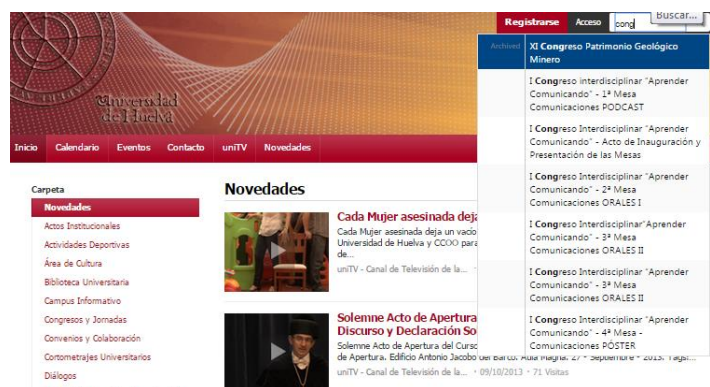 Registrarse Acceso cong Buscar...
Universidad
de Huelva
Inicio Calendario Eventos Contacto uniTV Novedades
Archived
XI Congreso Patrimonio Geológico
Minero
I Congreso interdisciplinar "Aprender
Comunicando" - 1ª Mesa
Comunicaciones PODCAST
I Congreso Interdisciplinar "Aprender
Comunicando" - Acto de Inauguración y
Presentación de las Mesas
I Congreso Interdisciplinar "Aprender
Comunicando" - 2ª Mesa
Comunicaciones ORALES I
I Congreso Interdisciplinar"Aprender
Comunicando" - 3ª Mesa
Comunicaciones ORALES II
I Congreso Interdisciplinar "Aprender
Comunicando" - 3ª Mesa
Comunicaciones ORALES II
I Congreso Interdisciplinar "Aprender
Comunicando" - 4ª Mesa -
Comunicaciones PÓSTER
Carpeta
Novedades
Actos Institucionales
Actividades Deportivas
Área de Cultura
Biblioteca Universitaria
Campus Informativo
Congresos y Jornadas
Convenios y Colaboración
Cortometrajes Universitarios
Diálogos
Novedades
Cada Mujer asesinada deja
Cada Mujer asesinada deja un vacío
Universidad de Huelva y CCOO para
de...
uniTV - Canal de Televisión de la...
Solemne Acto de Apertura
Discurso y Declaración So
Solemne Acto de Apertura del Curso
de Apertura. Edificio Antonio Jacobo del Barco. Aula Magna. 27 - Septiembre - 2013. Tags:...
uniTV - Canal de Televisión de la... • 09/10/2013 • 71 Visitas